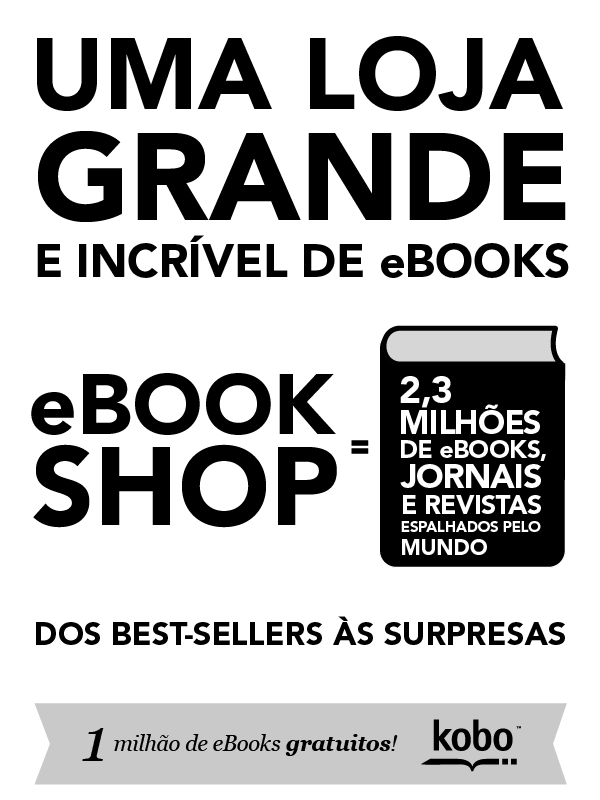 UMA LOJA
GRANDE
E INCRÍVEL DE eBOOKS
eBOOK
SHOP
=
2,3
MILHÕES
DE eBOOKS,
JORNAIS
E REVISTAS
ESPALHADOS PELO
MUNDO
DOS BEST-SELLERS ÀS SURPRESAS
1 milhão de eBooks gratuitos!
kobo™